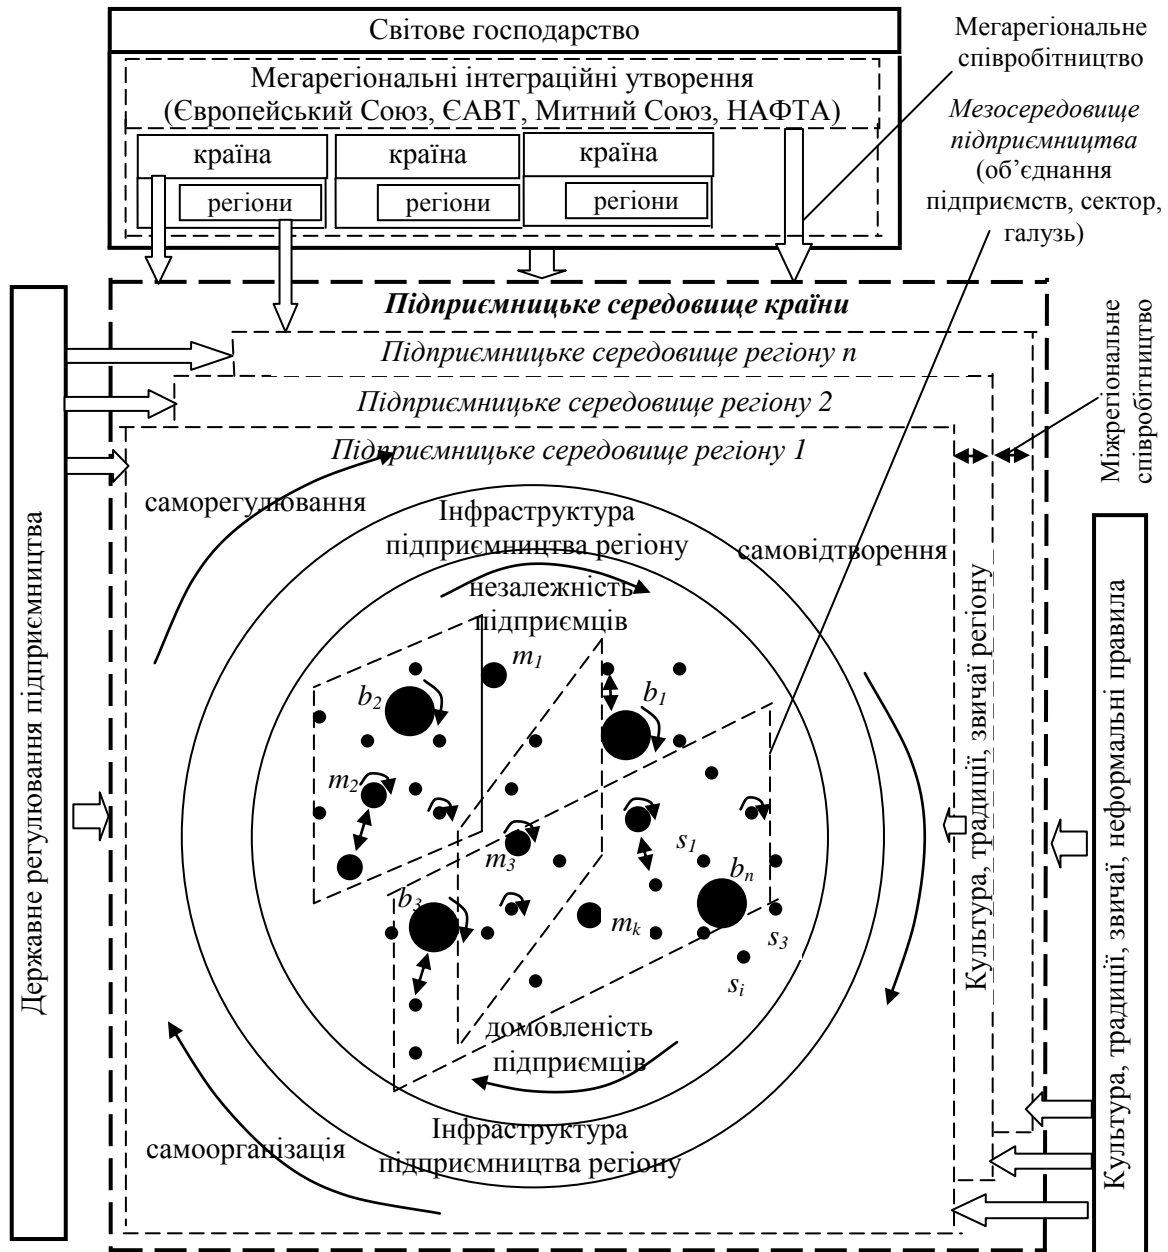 Світове господарство
Мегарегіональні інтеграційні утворення
(Європейський Союз, ЄАВТ, Митний Союз, НАФТА)
країна
країна
країна
регіони
регіони
регіони
Мегарегіональне
співробітництво
Мезосередовище
підприємництва
(об’єднання
підприємств, сектор,
галузь)
Підприємницьке середовище країни
Підприємницьке середовище регіону n
Підприємницьке середовище регіону 2
Підприємницьке середовище регіону 1
Міжрегіональне
співробітництво
Державне регулювання підприємництва
саморегулювання
Інфраструктура
підприємництва регіону
самовідтворення
незалежність
підприємців
m1
b2
b1
m2
m3
s1
bn
b3
mk
s3
si
домовленість
підприємців
Інфраструктура
підприємництва регіону
самоорганізація
Культура, традиції, звичаї регіону
Культура, традиції, звичаї, неформальні правила